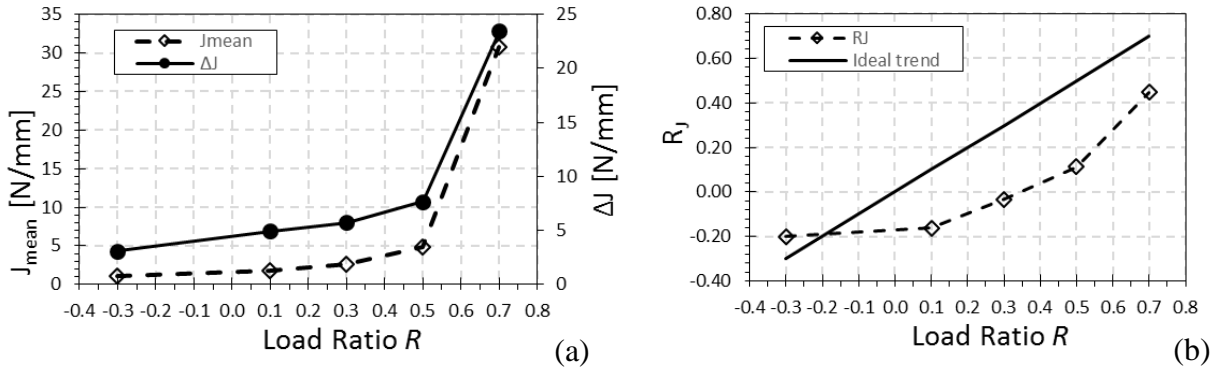 35
30
25
20
15
10
5
0
J_mean [N/mm]
Jmean
ΔJ
25
20
15
10
5
0
ΔJ [N/mm]
-0.4 -0.3 -0.2 -0.1 0.0 0.1 0.2 0.3 0.4 0.5 0.6 0.7 0.8
Load Ratio R
(a)
0.80
0.60
0.40
0.20
0.00
-0.20
-0.40
R_J
RJ
Ideal trend
-0.4 -0.3 -0.2 -0.1 0.0 0.1 0.2 0.3 0.4 0.5 0.6 0.7 0.8
Load Ratio R
(b)